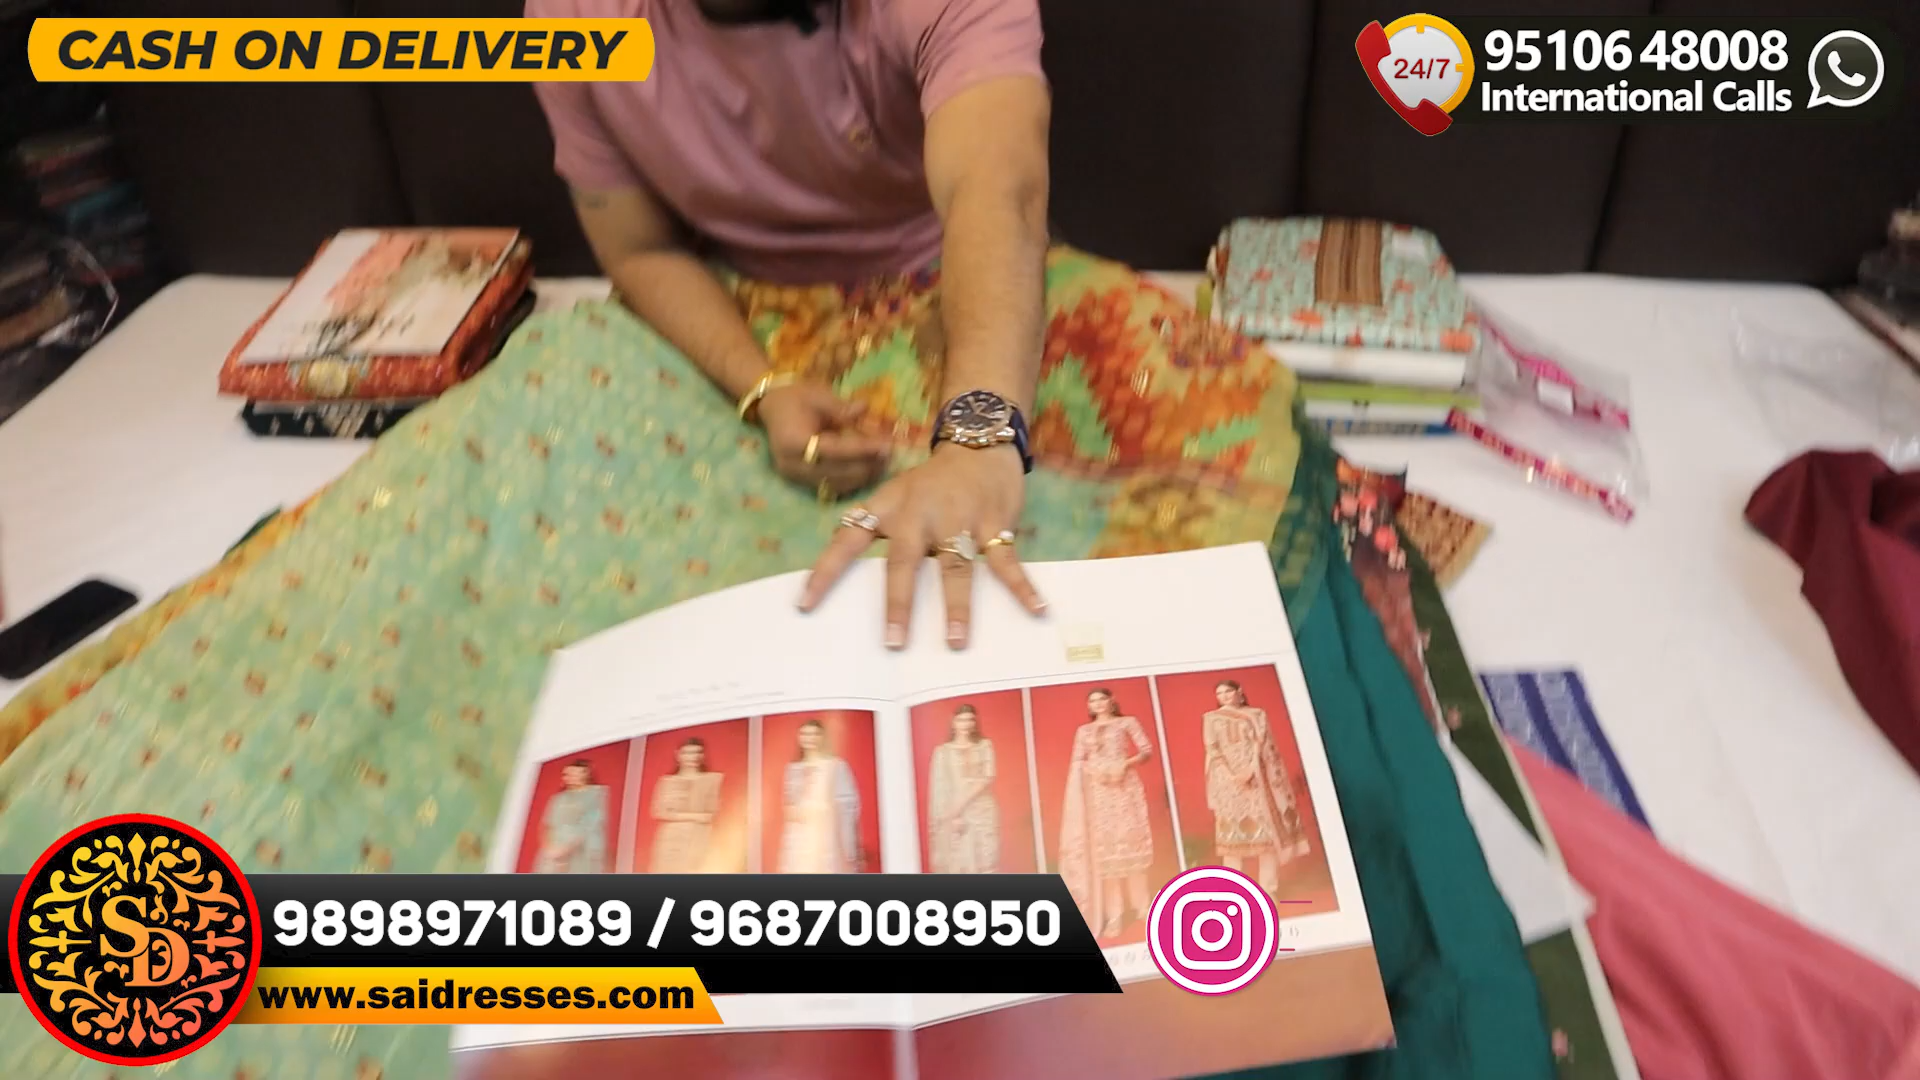 CASH ON DELIVERY
24/7
95106 48008
International Calls
SD
9898971089 / 9687008950
www.saidresses.com